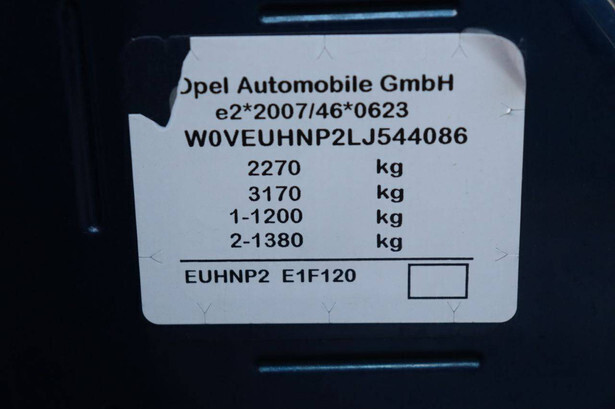 Opel Automobile GmbH
e2*2007/46*0623
W0VEUHNP2LJ544086
2270 kg
3170 kg
1-1200 kg
2-1380 kg
EUHNP2 E1F120